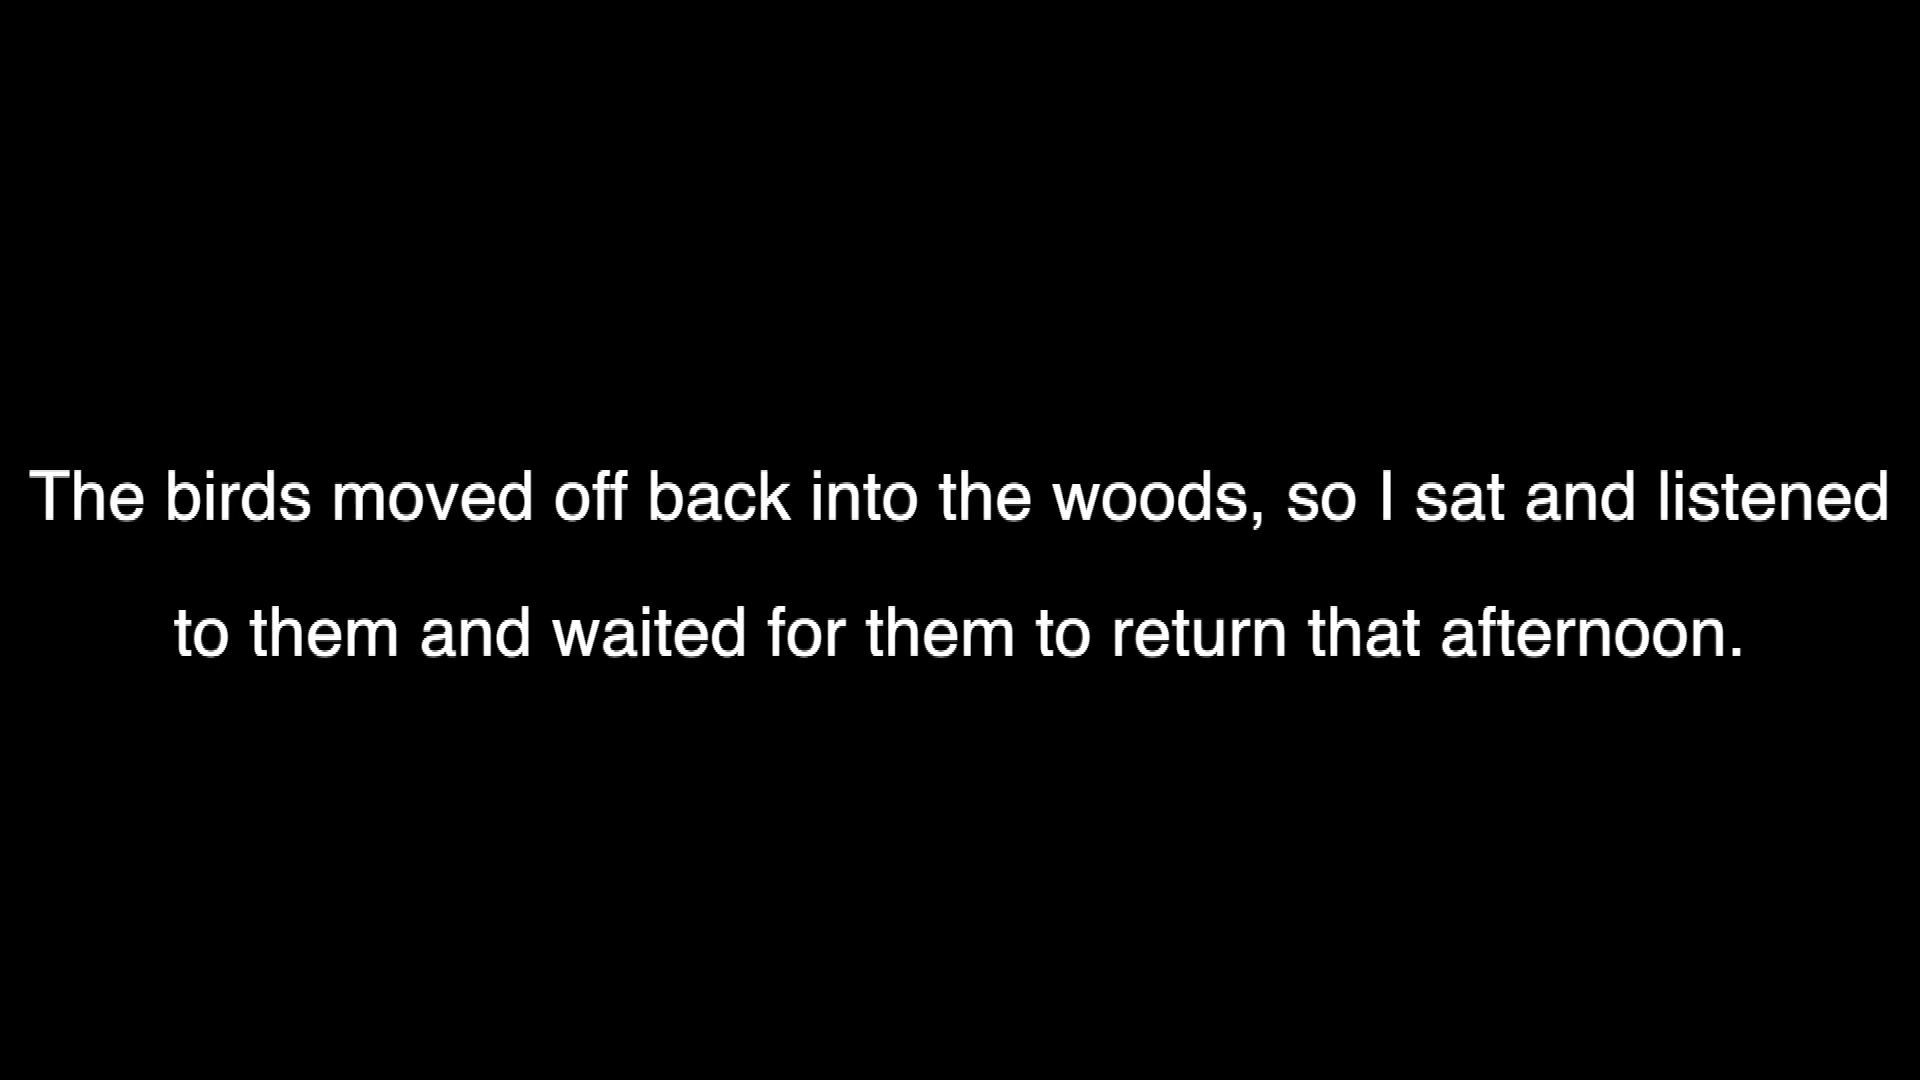 The birds moved off back into the woods, so I sat and listened
to them and waited for them to return that afternoon.